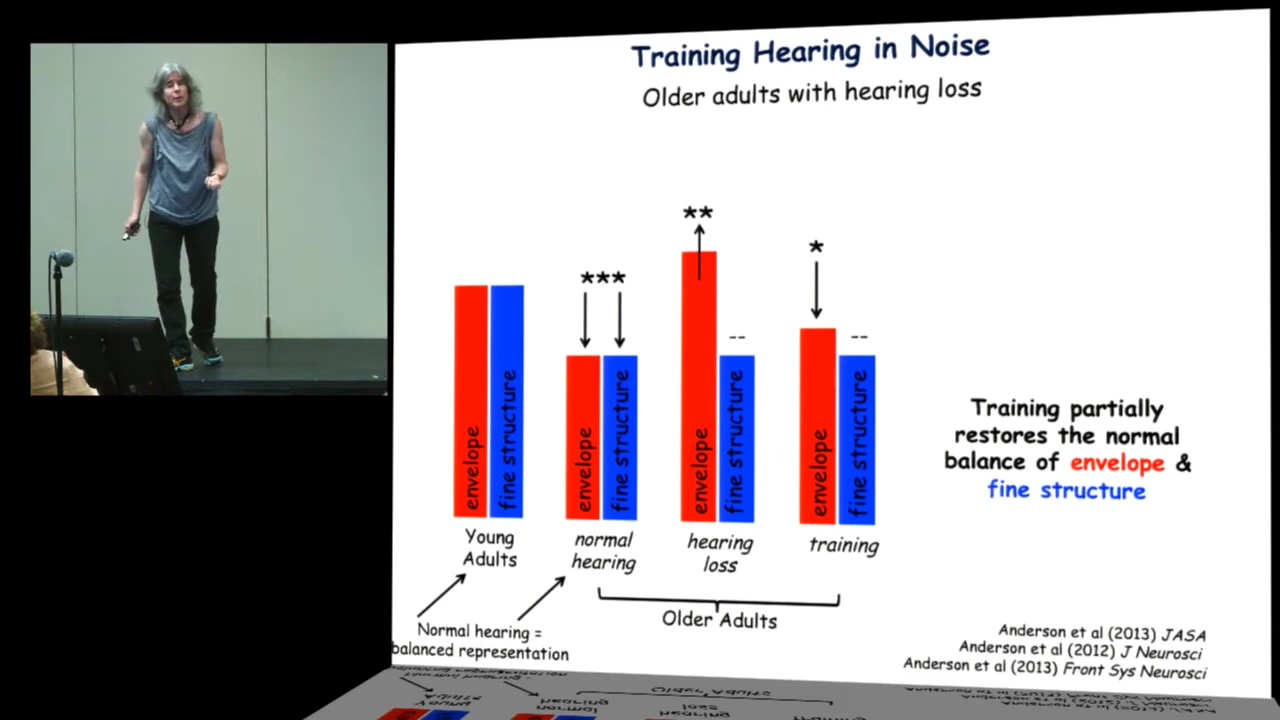 Training Hearing in Noise
Older adults with hearing loss
***
**
*
--
--
envelope
fine structure
envelope
fine structure
envelope
fine structure
envelope
fine structure
Young
Adults
normal
hearing
hearing
loss
training
Older Adults
Normal hearing =
balanced representation
Training partially
restores the normal
balance of envelope &
fine structure
Anderson et al (2013) JASA
Anderson et al (2012) J Neurosci
Anderson et al (2013) Front Sys Neurosci